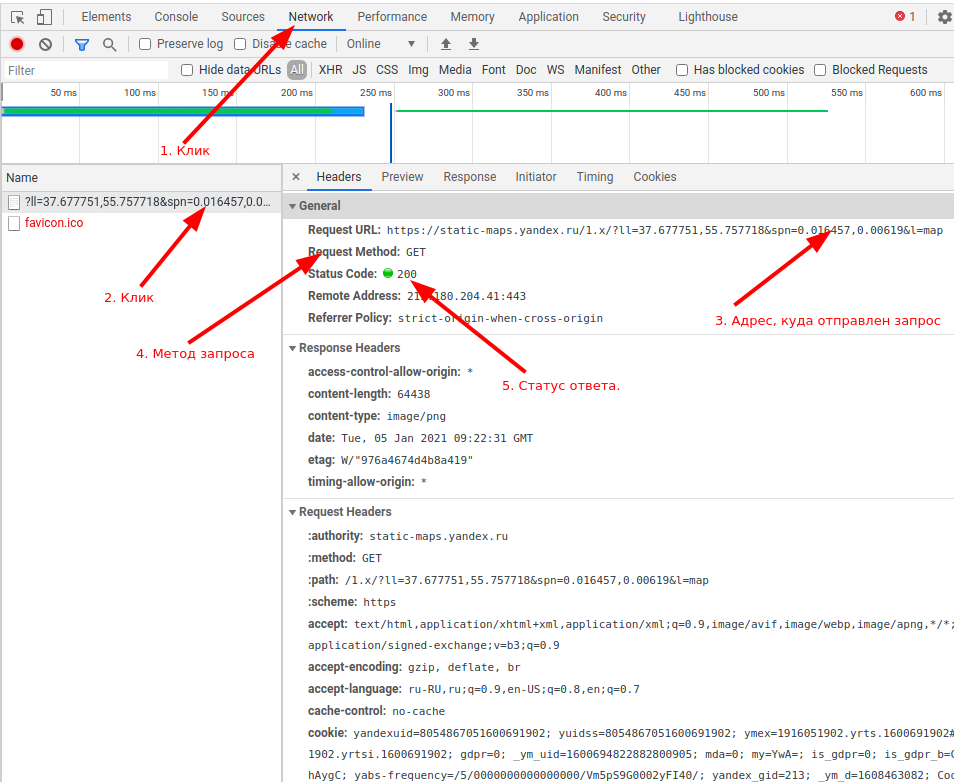 Elements Console Sources Network Performance Memory Application Security Lighthouse 1
Preserve log Disable cache Online
Filter Hide data URLs All XHR JS CSS Img Media Font Doc WS Manifest Other Has blocked cookies Blocked Requests
50 ms 100 ms 150 ms 200 ms 250 ms 300 ms 350 ms 400 ms 450 ms 500 ms 550 ms 600 ms
1. Клик
Name
?ll=37.677751,55.757718&spn=0.016457,0.0…
favicon.ico
2. Клик
4. Метод запроса
× Headers Preview Response Initiator Timing Cookies
General
Request URL: https://static-maps.yandex.ru/1.x/?ll=37.677751,55.757718&spn=0.016457,0.00619&l=map
Request Method: GET
Status Code: 200
Remote Address: 213.180.204.41:443
Referrer Policy: strict-origin-when-cross-origin
3. Адрес, куда отправлен запрос
5. Статус ответа.
Response Headers
access-control-allow-origin: *
content-length: 64438
content-type: image/png
date: Tue, 05 Jan 2021 09:22:31 GMT
etag: W/"976a4674d4b8a419"
timing-allow-origin: *
Request Headers
:authority: static-maps.yandex.ru
:method: GET
:path: /1.x/?ll=37.677751,55.757718&spn=0.016457,0.00619&l=map
:scheme: https
accept: text/html,application/xhtml+xml,application/xml;q=0.9,image/avif,image/webp,image/apng,*/*;
application/signed-exchange;v=b3;q=0.9
accept-encoding: gzip, deflate, br
accept-language: ru-RU,ru;q=0.9,en-US;q=0.8,en;q=0.7
cache-control: no-cache
cookie: yandexuid=8054867051600691902; yuidss=8054867051600691902; ymex=1916051902.yrts.1600691902#
1902.yrtsi.1600691902; gdpr=0; _ym_uid=1600694822882800905; mda=0; my=YwA=; is_gdpr=0; is_gdpr_b=C
hAygC; yabs-frequency=/5/0000000000000000/Vm5pS9G0002yFI40/; yandex_gid=213; _ym_d=1608463082; Coo